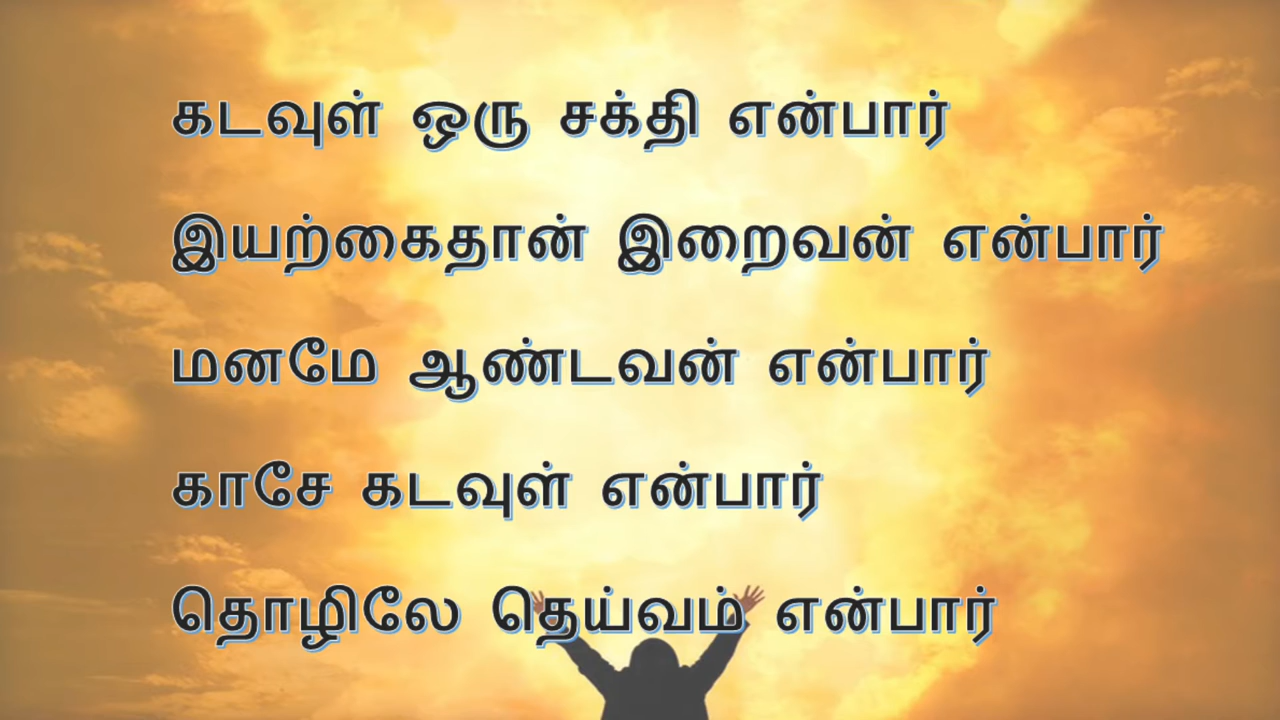 கடவுள் ஒரு சக்தி என்பார்
இயற்கைதான் இறைவன் என்பார்
மனமே ஆண்டவன் என்பார்
காசே கடவுள் என்பார்
தொழிலே தெய்வம் என்பார்